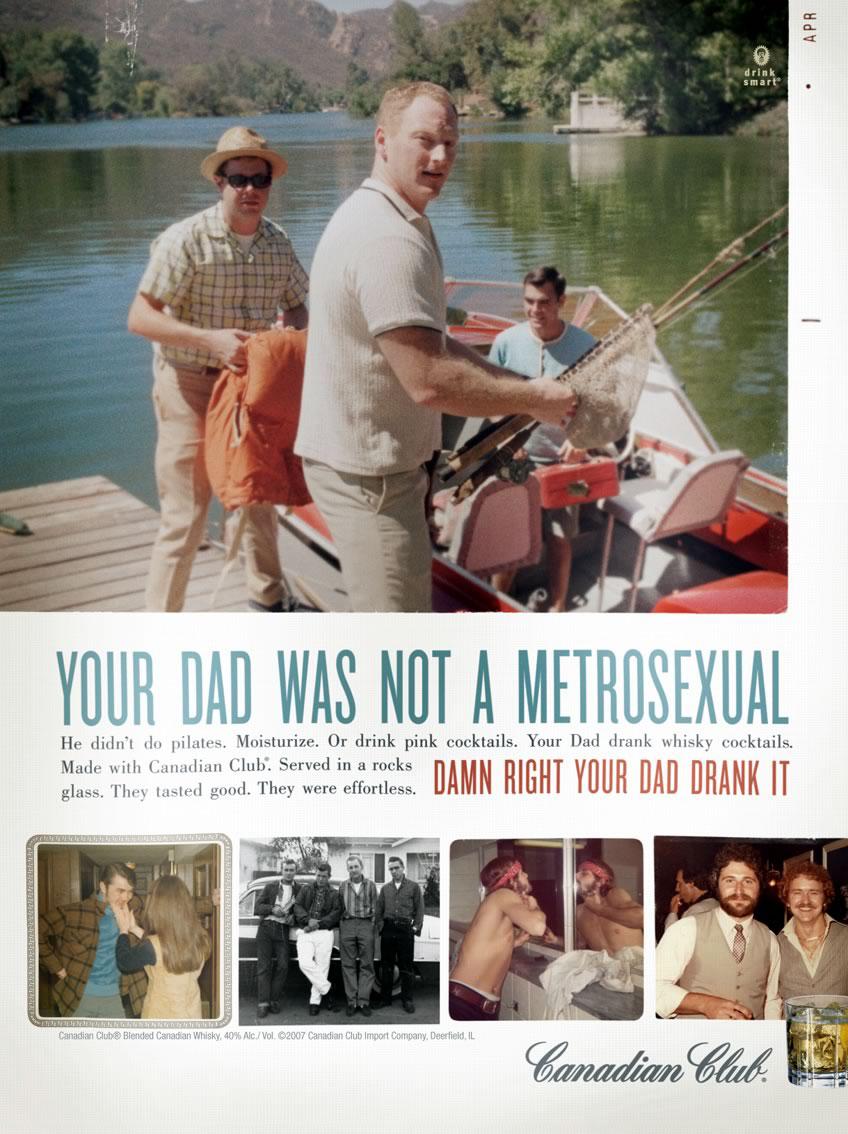 APR
drink
smart®
YOUR DAD WAS NOT A METROSEXUAL
He didn't do pilates. Moisturize. Or drink pink cocktails. Your Dad drank whisky cocktails.
Made with Canadian Club®. Served in a rocks
glass. They tasted good. They were effortless.
DAMN RIGHT YOUR DAD DRANK IT
Canadian Club® Blended Canadian Whisky, 40% Alc./ Vol. ©2007 Canadian Club Import Company, Deerfield, IL
Canadian Club®